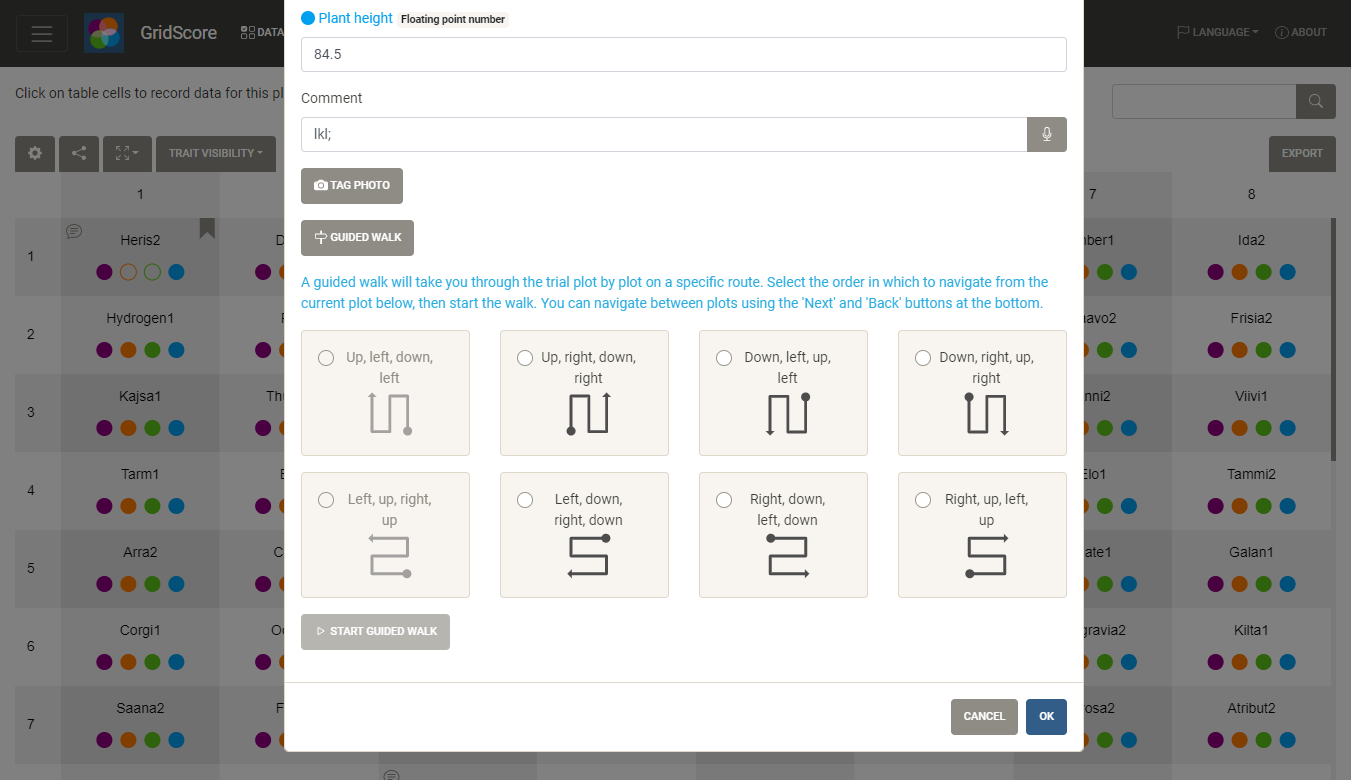 Plant height Floating point number
GridScore
DATA
LANGUAGE
ABOUT
84.5
Click on table cells to record data for this pl
Comment
lkl;
TRAIT VISIBILITY
EXPORT
TAG PHOTO
GUIDED WALK
A guided walk will take you through the trial plot by plot on a specific route. Select the order in which to navigate from the
current plot below, then start the walk. You can navigate between plots using the 'Next' and 'Back' buttons at the bottom.
Up, left, down,
left
Up, right, down,
right
Down, left, up,
left
Down, right, up,
right
Left, up, right,
up
Left, down,
right, down
Right, down,
left, down
Right, up, left,
up
START GUIDED WALK
CANCEL
OK
1
7
8
1
Heris2
D
ber1
Ida2
2
Hydrogen1
avo2
Frisia2
3
Kajsa1
Th
nni2
Viivi1
4
Tarm1
Elo1
Tammi2
5
Arra2
C
ate1
Galan1
6
Corgi1
gravia2
Kilta1
7
Saana2
F
osa2
Atribut2